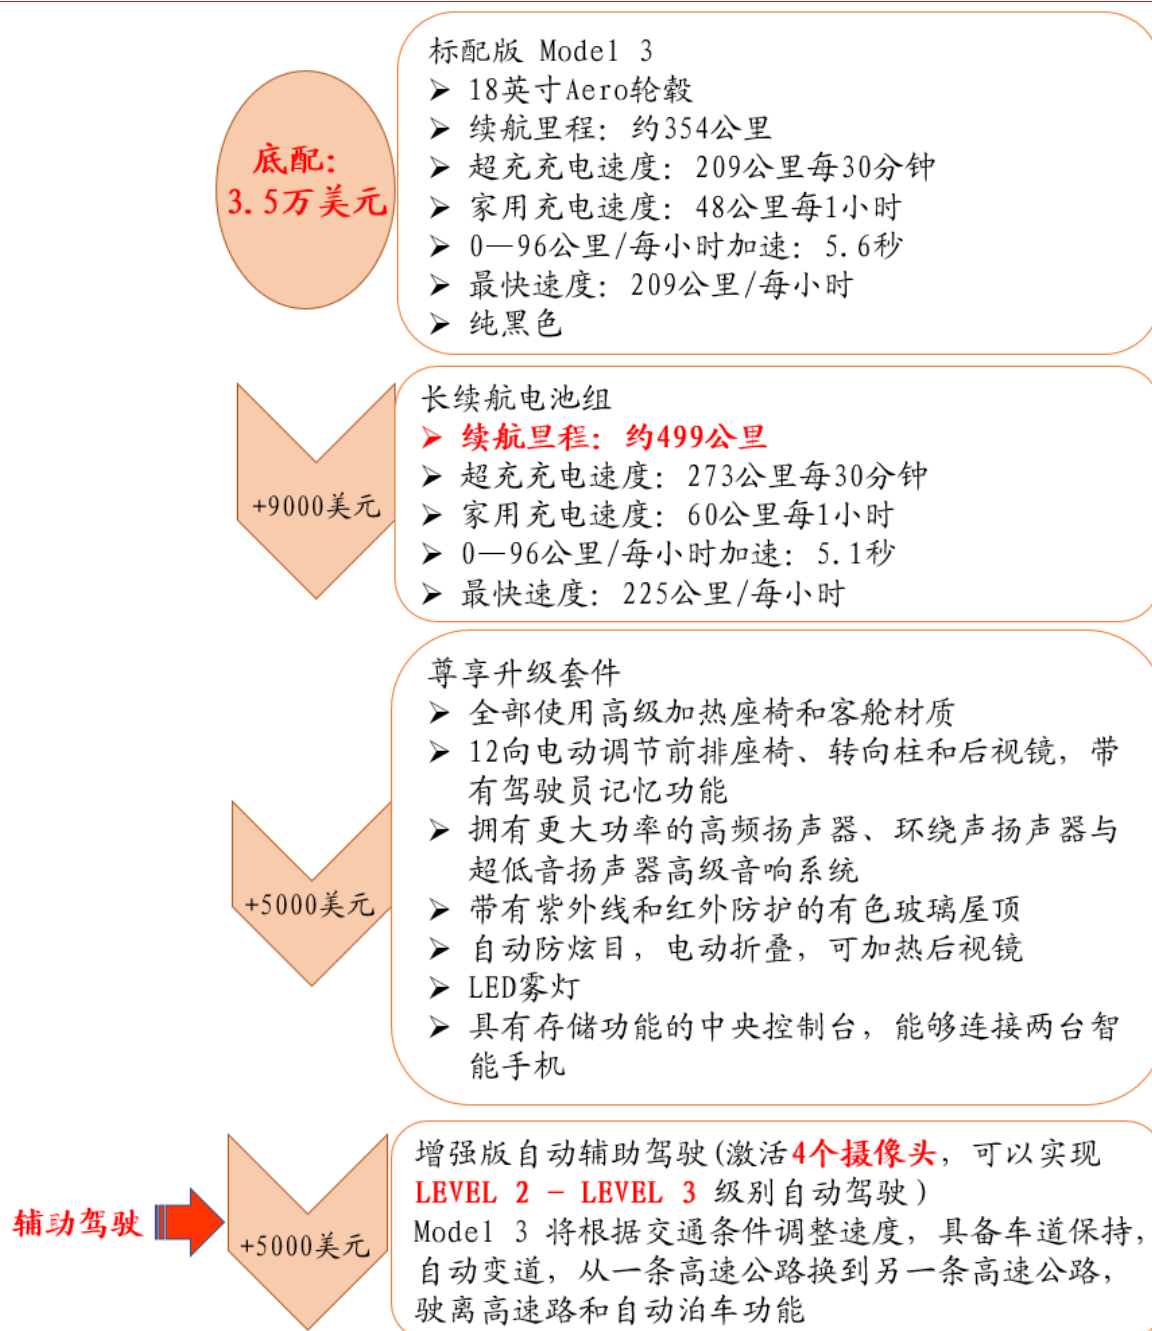 底配：
3.5万美元
标配版 Model 3
➢ 18英寸Aero轮毂
➢ 续航里程：约354公里
➢ 超充充电速度：209公里每30分钟
➢ 家用充电速度：48公里每1小时
➢ 0—96公里/每小时加速：5.6秒
➢ 最快速度：209公里/每小时
➢ 纯黑色
+9000美元
长续航电池组
➢ 续航里程：约499公里
➢ 超充充电速度：273公里每30分钟
➢ 家用充电速度：60公里每1小时
➢ 0—96公里/每小时加速：5.1秒
➢ 最快速度：225公里/每小时
+5000美元
尊享升级套件
➢ 全部使用高级加热座椅和客舱材质
➢ 12向电动调节前排座椅、转向柱和后视镜，带
有驾驶员记忆功能
➢ 拥有更大功率的高频扬声器、环绕声扬声器与
超低音扬声器高级音响系统
➢ 带有紫外线和红外防护的有色玻璃屋顶
➢ 自动防炫目，电动折叠，可加热后视镜
➢ LED雾灯
➢ 具有存储功能的中央控制台，能够连接两台智
能手机
辅助驾驶
+5000美元
增强版自动辅助驾驶(激活4个摄像头，可以实现
LEVEL 2 - LEVEL 3 级别自动驾驶)
Model 3 将根据交通条件调整速度，具备车道保持，
自动变道，从一条高速公路换到另一条高速公路，
驶离高速路和自动泊车功能